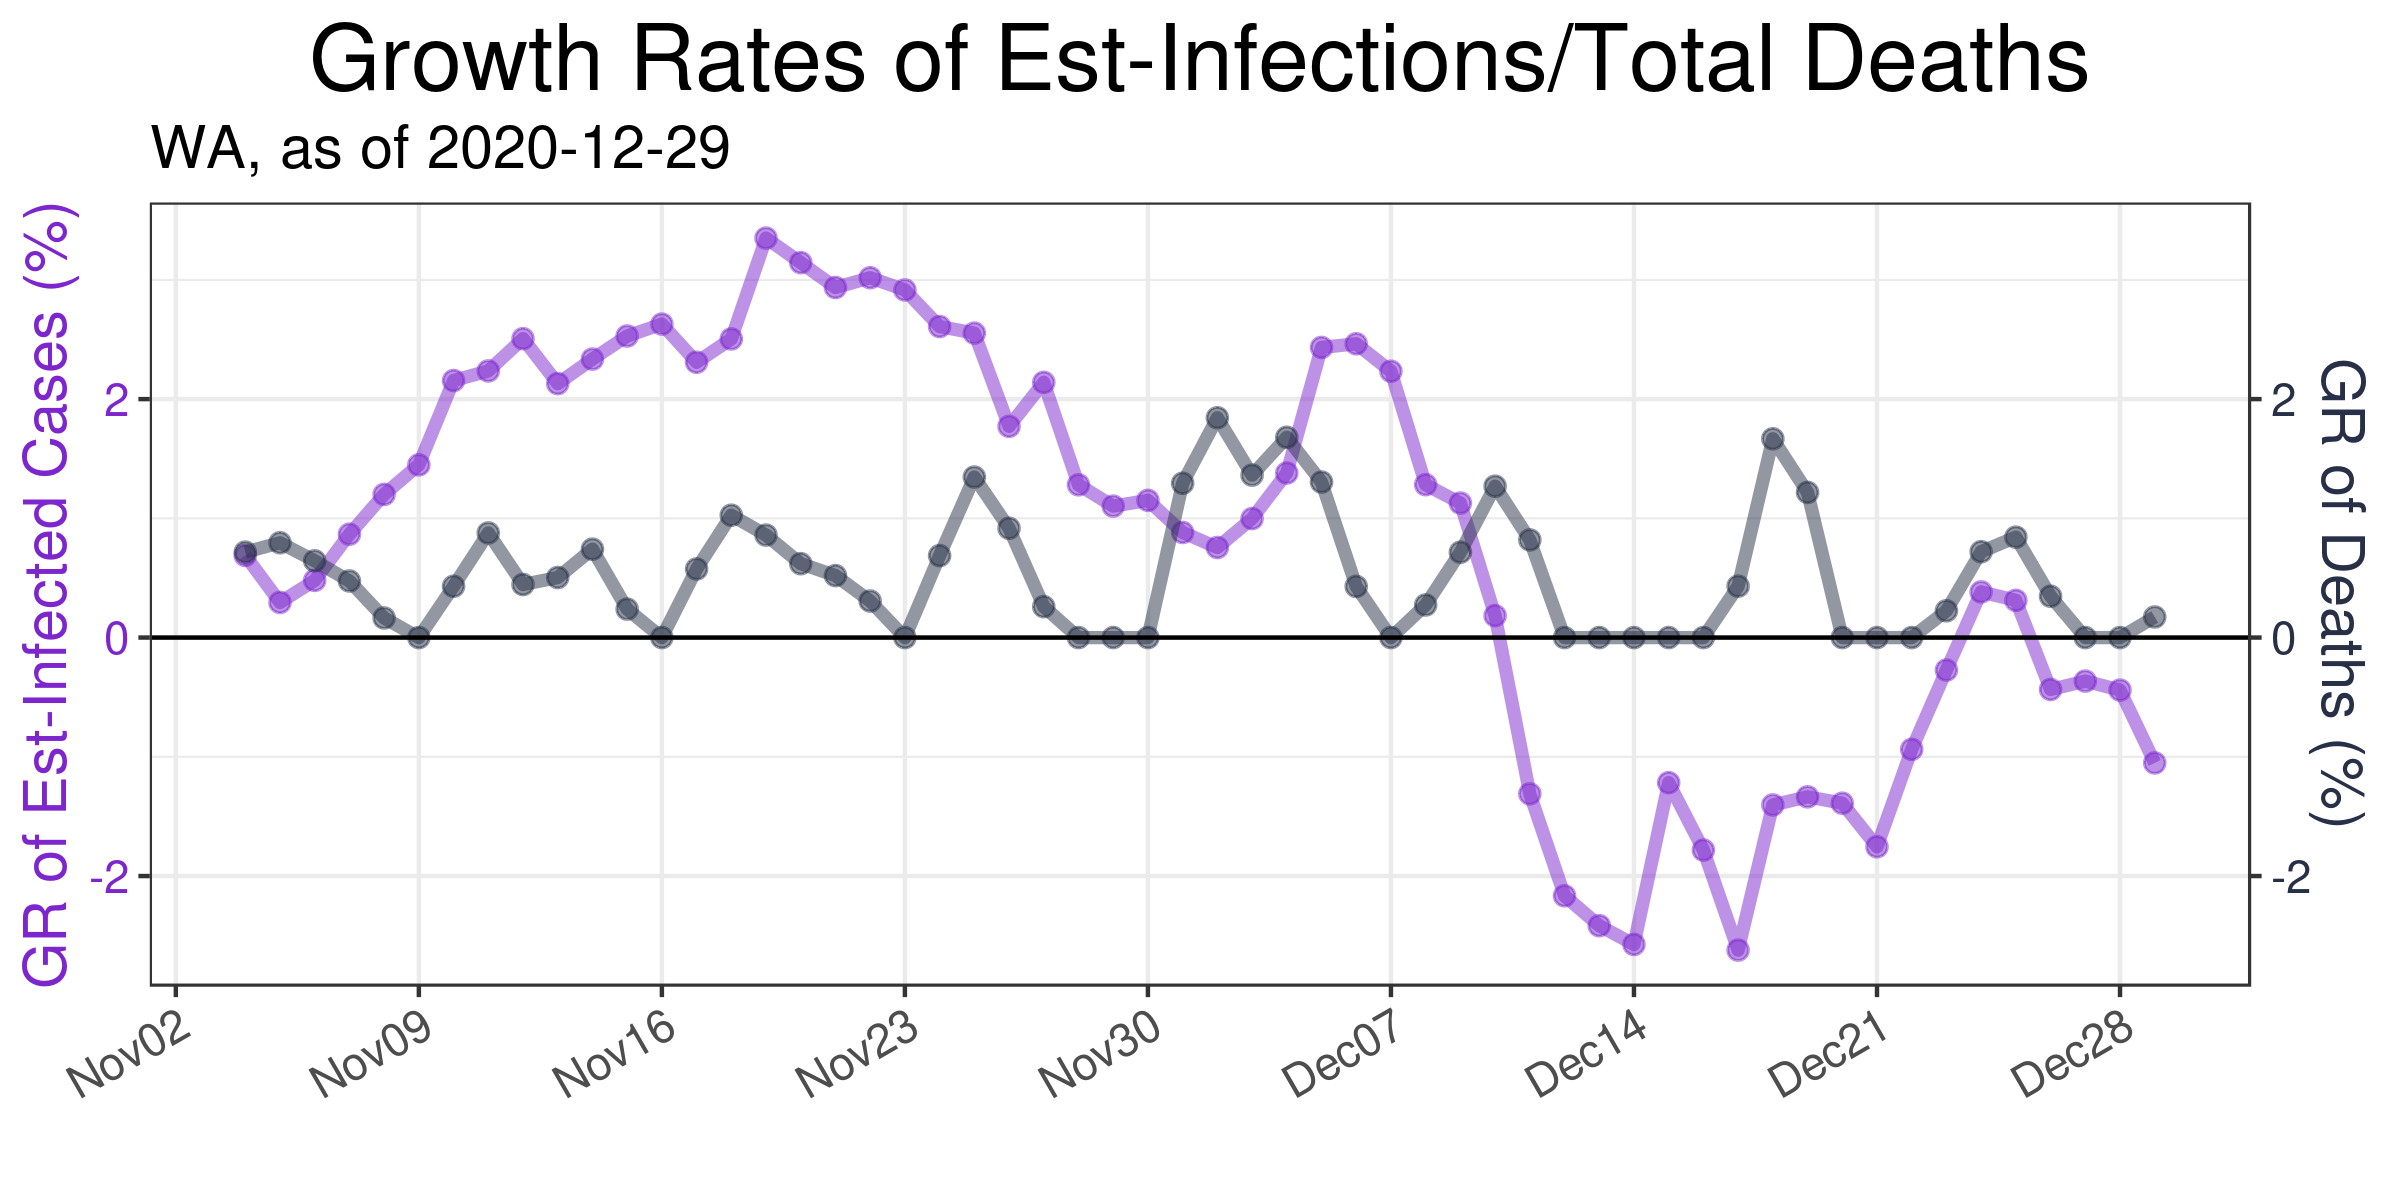 Growth Rates of Est-Infections/Total Deaths
WA, as of 2020-12-29
GR of Est-Infected Cases (%)
2
0
-2
2
0
-2
GR of Deaths (%)
Nov02
Nov09
Nov16
Nov23
Nov30
Dec07
Dec14
Dec21
Dec28